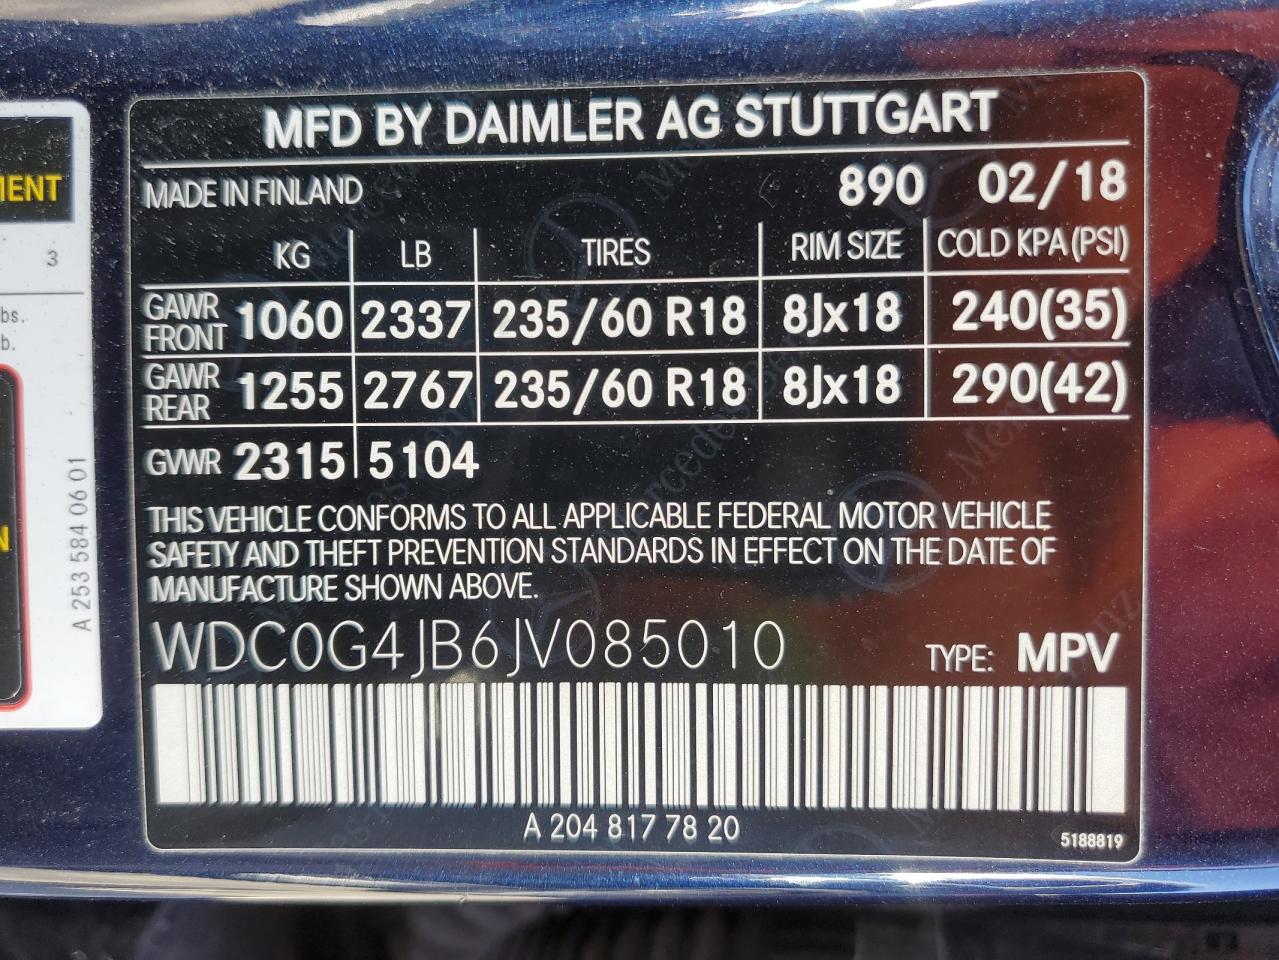 MFD BY DAIMLER AG STUTTGART
MADE IN FINLAND 890 02/18
KG LB TIRES RIM SIZE COLD KPA (PSI)
GAWR FRONT 1060 2337 235/60 R18 8Jx18 240(35)
GAWR REAR 1255 2767 235/60 R18 8Jx18 290(42)
GVWR 2315 5104
THIS VEHICLE CONFORMS TO ALL APPLICABLE FEDERAL MOTOR VEHICLE
SAFETY AND THEFT PREVENTION STANDARDS IN EFFECT ON THE DATE OF
MANUFACTURE SHOWN ABOVE.
WDC0G4JB6JV085010 TYPE: MPV
A 204 817 78 20
5188819
MENT
3
bs.
b.
N
A 253 584 06 01